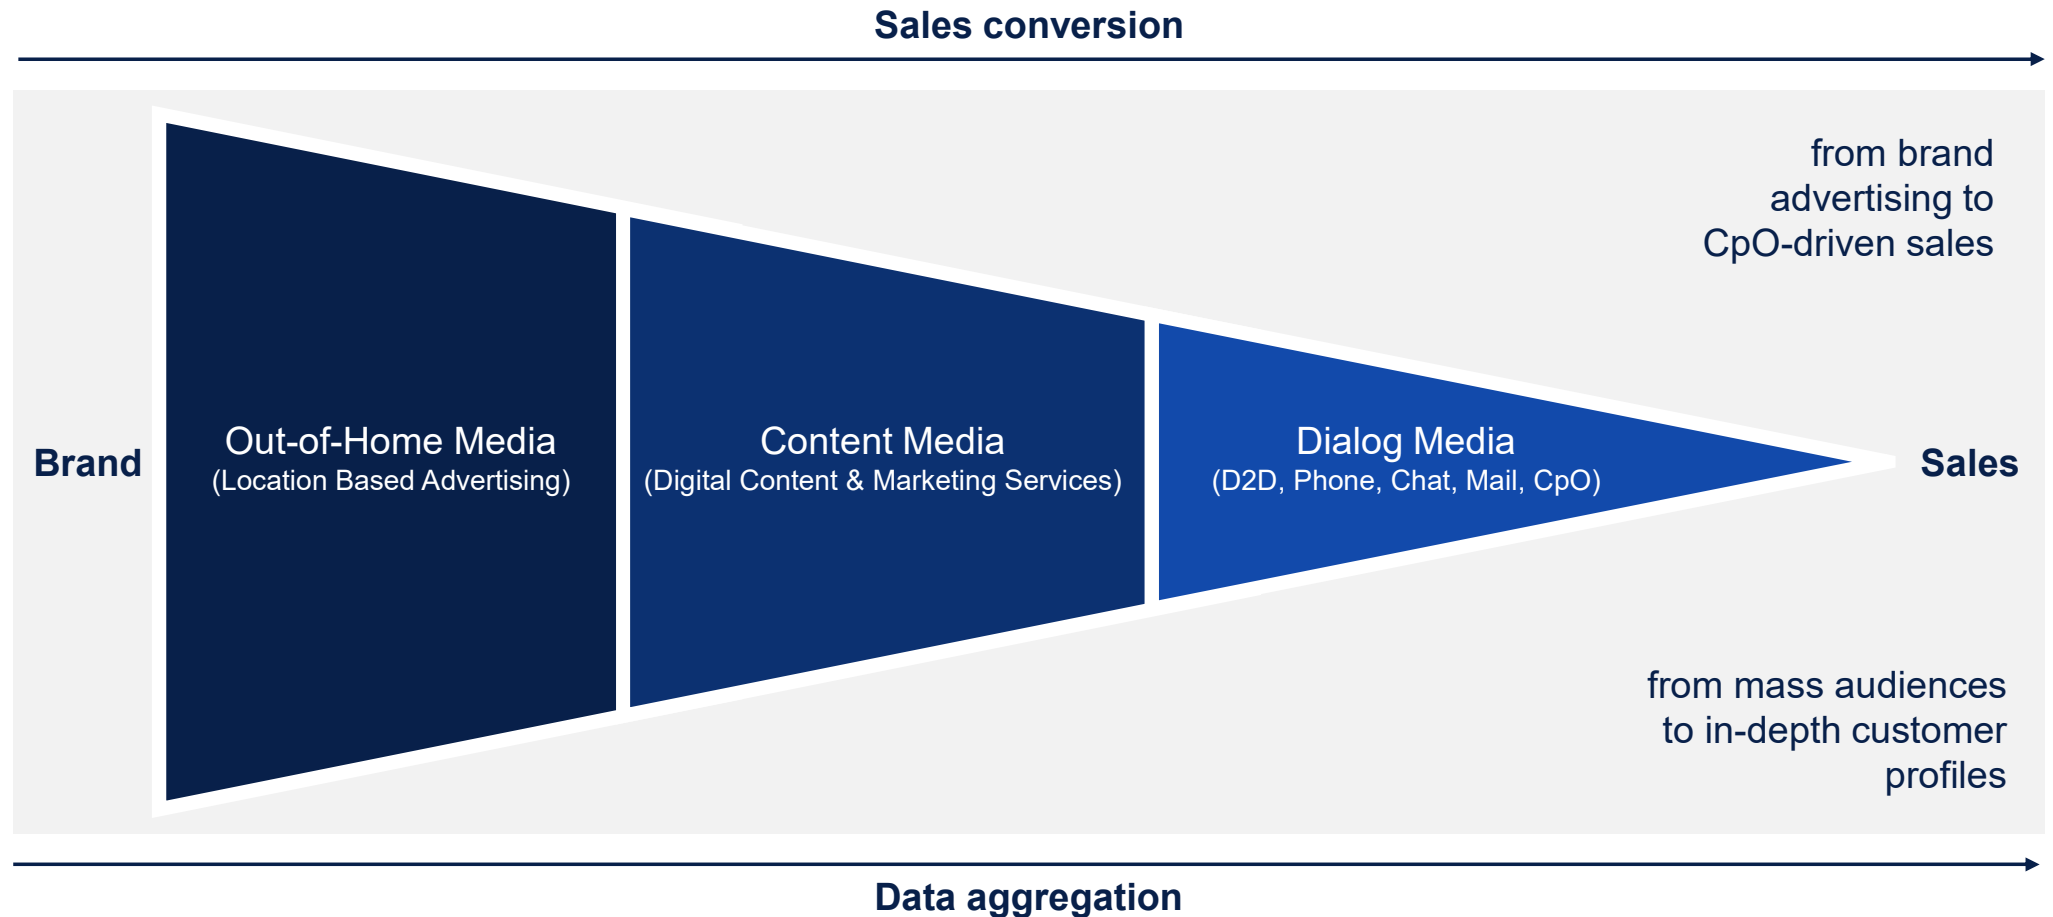 Sales conversion
from brand
advertising to
CpO-driven sales
Brand
Out-of-Home Media
(Location Based Advertising)
Content Media
(Digital Content & Marketing Services)
Dialog Media
(D2D, Phone, Chat, Mail, CpO)
Sales
from mass audiences
to in-depth customer
profiles
Data aggregation